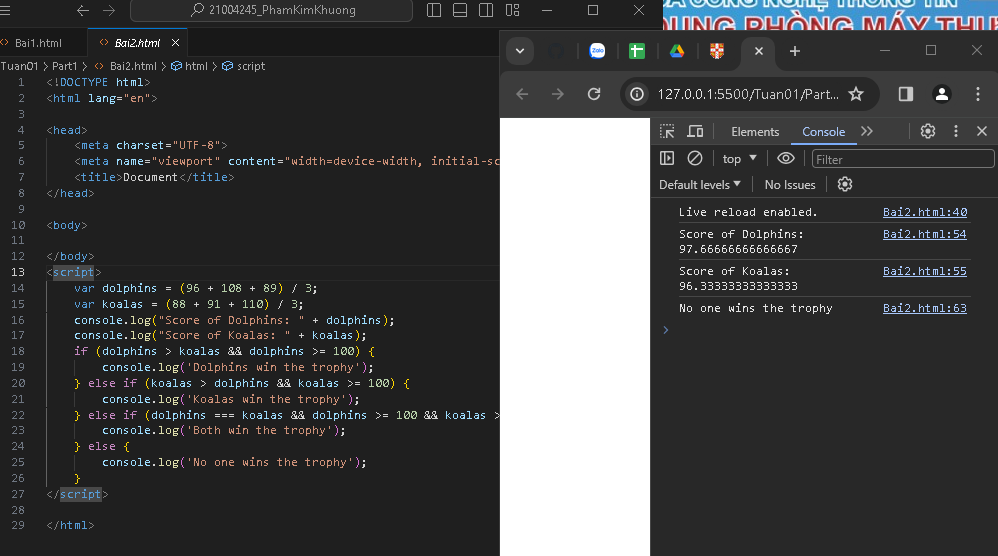 21004245_PhamKimKhuong
Bai1.html
Bai2.html
Tuan01 > Part1 > <> Bai2.html > html > script
1 <!DOCTYPE html>
2 <html lang="en">
3
4 <head>
5 <meta charset="UTF-8">
6 <meta name="viewport" content="width=device-width, initial-sc
7 <title>Document</title>
8 </head>
9
10 <body>
11
12 </body>
13 <script>
14 var dolphins = (96 + 108 + 89) / 3;
15 var koalas = (88 + 91 + 110) / 3;
16 console.log("Score of Dolphins: " + dolphins);
17 console.log("Score of Koalas: " + koalas);
18 if (dolphins > koalas && dolphins >= 100) {
19 console.log('Dolphins win the trophy');
20 } else if (koalas > dolphins && koalas >= 100) {
21 console.log('Koalas win the trophy');
22 } else if (dolphins === koalas && dolphins >= 100 && koalas >
23 console.log('Both win the trophy');
24 } else {
25 console.log('No one wins the trophy');
26 }
27 </script>
28
29 </html>
CÔNG NGHỆ THÔNG TIN
DỤNG PHÒNG MÁY
Zalo
127.0.0.1:5500/Tuan01/Part...
Elements Console
top Filter
Default levels No Issues
Live reload enabled. Bai2.html:40
Score of Dolphins: Bai2.html:54
97.66666666666667
Score of Koalas: Bai2.html:55
96.33333333333333
No one wins the trophy Bai2.html:63